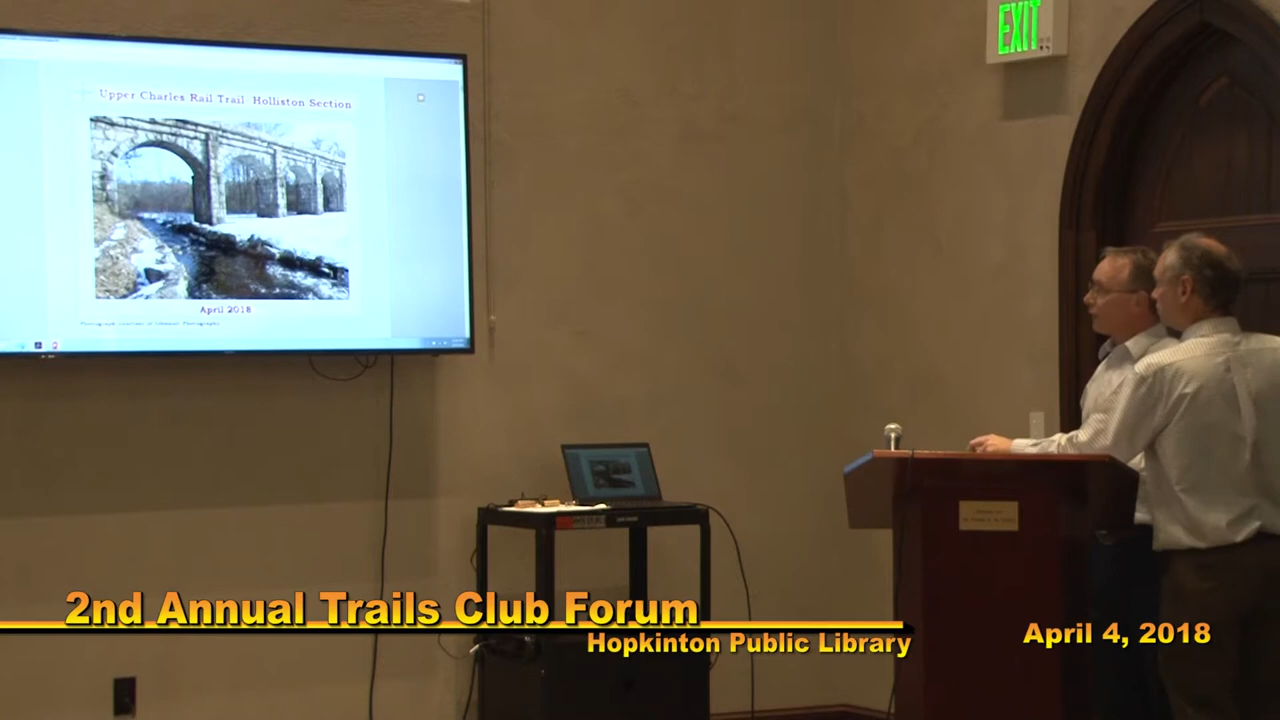 EXIT
Upper Charles Rail Trail- Holliston Section
April 2018
2nd Annual Trails Club Forum
Hopkinton Public Library
April 4, 2018